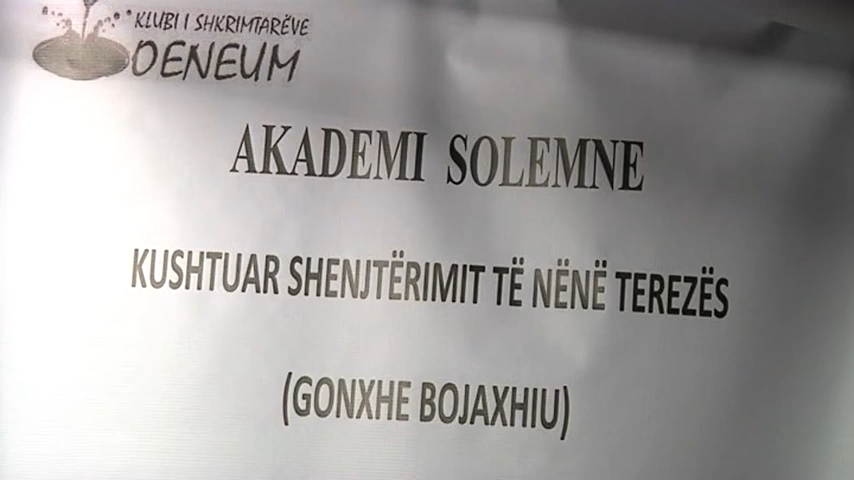 KLUBI I SHKRIMTARËVE
OENEUM
AKADEMI SOLEMNE
KUSHTUAR SHENJTËRIMIT TË NËNË TEREZËS
(GONXHE BOJAXHIU)